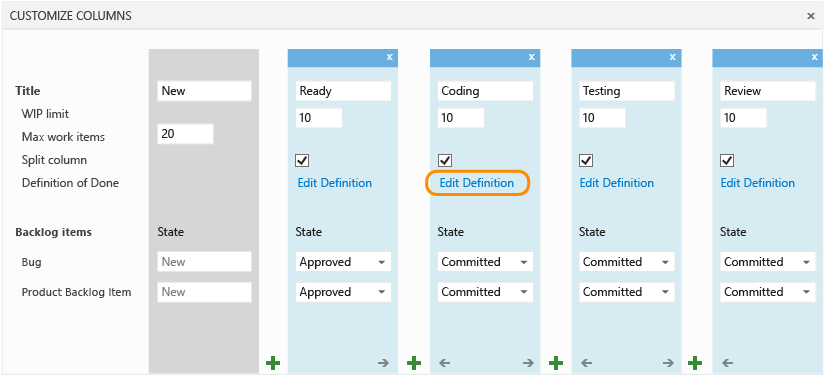 CUSTOMIZE COLUMNS x
x x x x
Title New Ready Coding Testing Review
WIP limit 10 10 10 10
Max work items 20
Split column
Definition of Done Edit Definition Edit Definition Edit Definition Edit Definition
Backlog items State State State State State
Bug New Approved Committed Committed Committed
Product Backlog Item New Approved Committed Committed Committed